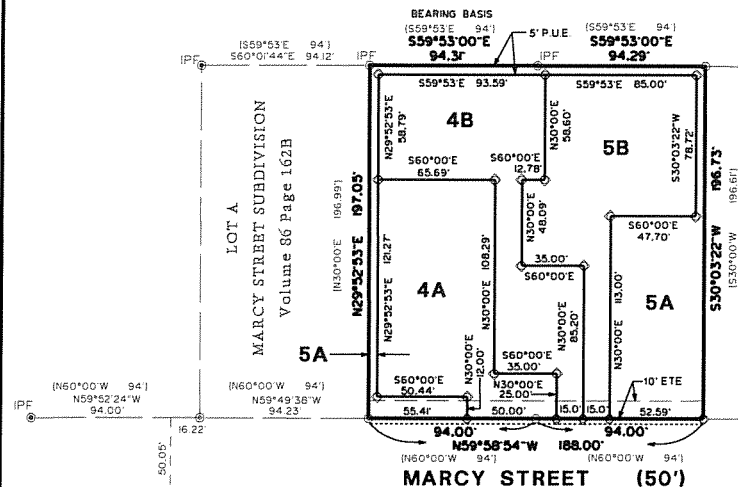 BEARING BASIS
(S59°53'E 94')
(S59°53'E 94')
S59°53'00"E
5' P.U.E.
(S59°53'E 94')
S59°53'00"E
S60°01'44"E 94.12'
94.31'
94.29'
IPF
IPF
IPF
S59°53'E 93.59'
S59°53'E 85.00'
4B
5B
N29°52'53"E
58.79'
N30°00'E
58.60'
S30°03'22"W
78.72'
S60°00'E
65.69'
S60°00'E
12.78'
LOT A
MARCY STREET SUBDIVISION
Volume 86 Page 162B
(N30°00'E 196.99')
N29°52'53"E 197.05'
N29°52'53"E 121.27'
4A
N30°00'E 108.29'
N30°00'E
48.09'
35.00'
S60°00'E
S60°00'E
47.70'
S30°03'22"W 196.73'
(S30°00'W 196.61')
N30°00'E
85.20'
N30°00'E 113.00'
5A
5A
S60°00'E
35.00'
N30°00'E
25.00'
N30°00'E
12.00'
S60°00'E
50.44'
10' ETE
(N60°00'W 94')
N59°52'24"W
94.00'
(N60°00'W 94')
N59°49'36"W
94.23'
IPF
55.41'
50.00'
15.0'
15.0'
52.59'
16.22
50.05'
94.00'
94.00'
N59°58'54"W 188.00'
(N60°00'W 94')
(N60°00'W 94')
MARCY STREET (50')